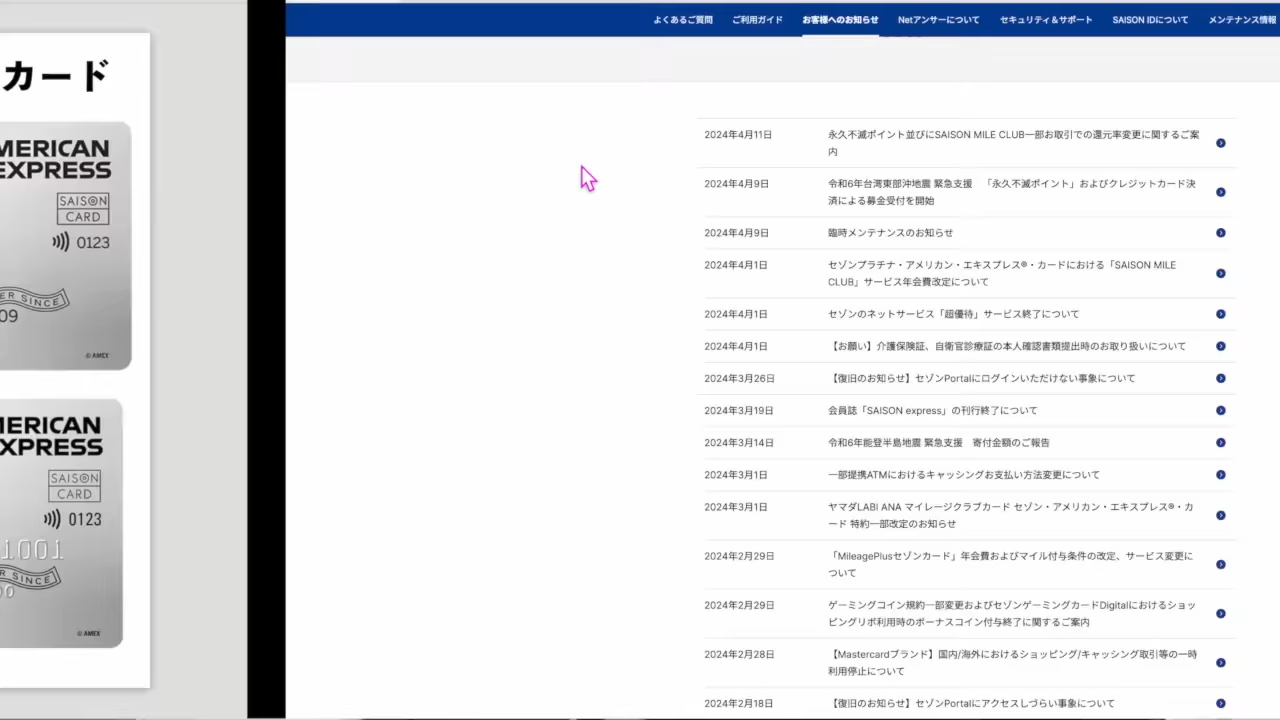 カード
MERICAN
EXPRESS
SAISON
CARD
0123
ER SINCE
09
© AMEX
MERICAN
XPRESS
SAISON
CARD
0123
1001
ER SINCE
00
© AMEX
よくあるご質問 ご利用ガイド お客様へのお知らせ Netアンサーについて セキュリティ＆サポート SAISON IDについて メンテナンス情報
2024年4月11日 永久不滅ポイント並びにSAISON MILE CLUB一部お取引での還元率変更に関するご案
内
2024年4月9日 令和6年台湾東部沖地震 緊急支援　「永久不滅ポイント」およびクレジットカード決
済による募金受付を開始
2024年4月9日 臨時メンテナンスのお知らせ
2024年4月1日 セゾンプラチナ・アメリカン・エキスプレス®・カードにおける「SAISON MILE
CLUB」サービス年会費改定について
2024年4月1日 セゾンのネットサービス「超優待」サービス終了について
2024年4月1日 【お願い】介護保険証、自衛官診療証の本人確認書類提出時のお取り扱いについて
2024年3月26日 【復旧のお知らせ】セゾンPortalにログインいただけない事象について
2024年3月19日 会員誌「SAISON express」の刊行終了について
2024年3月14日 令和6年能登半島地震 緊急支援　寄付金額のご報告
2024年3月1日 一部提携ATMにおけるキャッシングお支払い方法変更について
2024年3月1日 ヤマダLABI ANA マイレージクラブカード セゾン・アメリカン・エキスプレス®・カ
ード 特約一部改定のお知らせ
2024年2月29日 「MileagePlusセゾンカード」年会費およびマイル付与条件の改定、サービス変更に
ついて
2024年2月29日 ゲーミングコイン規約一部変更およびセゾンゲーミングカードDigitalにおけるショッ
ピングリボ利用時のボーナスコイン付与終了に関するご案内
2024年2月28日 【Mastercardブランド】国内/海外におけるショッピング/キャッシング取引等の一時
利用停止について
2024年2月18日 【復旧のお知らせ】セゾンPortalにアクセスしづらい事象について